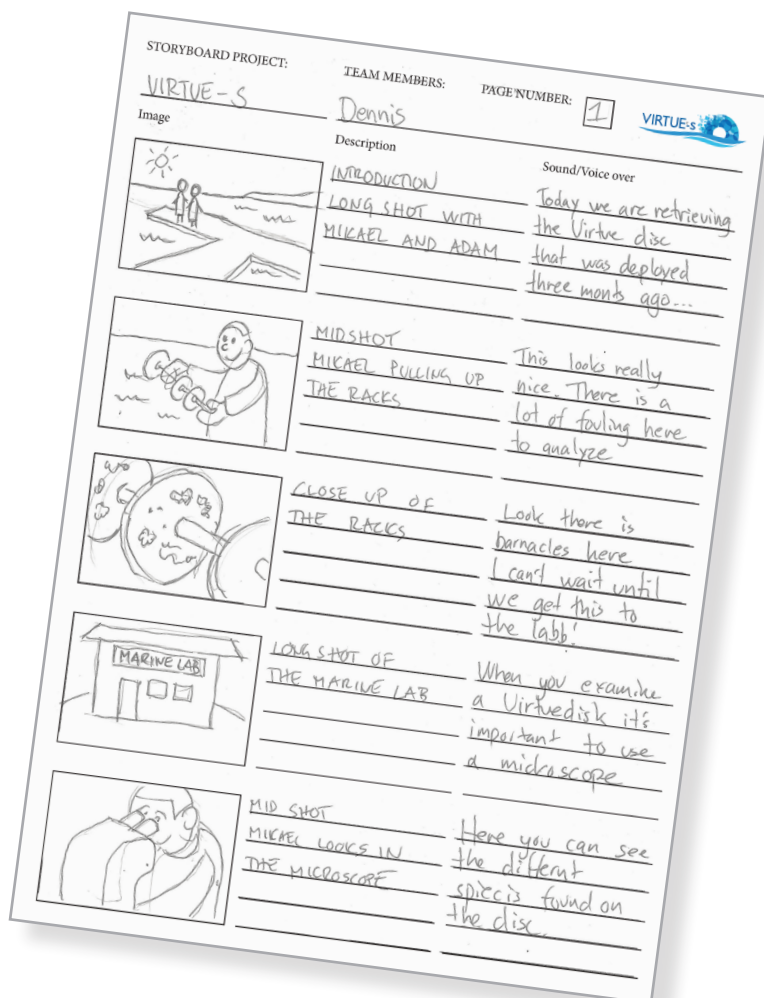 STORYBOARD PROJECT:
VIRTUE-S
TEAM MEMBERS:
Dennis
PAGE NUMBER:
1
VIRTUE-s
Image
Description
Sound/Voice over
INTRODUCTION
LONG SHOT WITH
MIKAEL AND ADAM
Today we are retrieving
the Virtue disc
that was deployed
three monts ago...
MIDSHOT
MIKAEL PULLING UP
THE RACKS
This looks really
nice. There is a
lot of fouling here
to analyze
CLOSE UP OF
THE RACKS
Look there is
barnacles here
I can't wait until
we get this to
the labb!
MARINE LAB
LONG SHOT OF
THE MARINE LAB
When you examine
a Virtuedisk it's
important to use
a microscope
MID SHOT
MIKAEL LOOKS IN
THE MICROSCOPE
Here you can see
the differnt
spiecis found on
the disc.